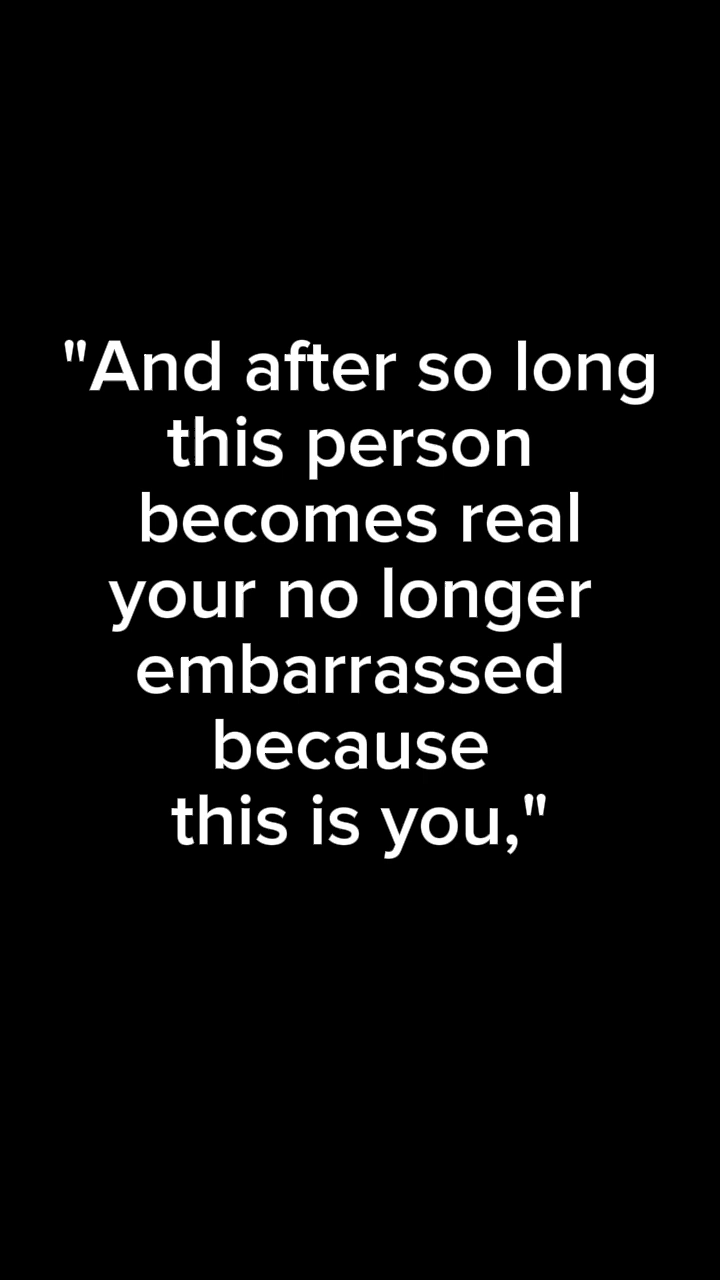 "And after so long
this person
becomes real
your no longer
embarrassed
because
this is you,"